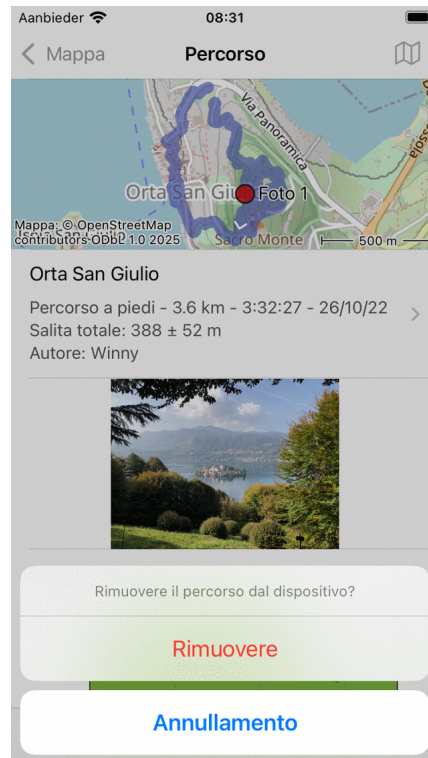 Aanbieder 08:31
Mappa Percorso
Via Panoramica
Orta San Giu Foto 1
Mappa: © OpenStreetMap
contributors ODbL 1.0 2025
Sacro Monte 500 m
Orta San Giulio
Percorso a piedi - 3.6 km - 3:32:27 - 26/10/22
Salita totale: 388 ± 52 m
Autore: Winny
Rimuovere il percorso dal dispositivo?
Rimuovere
Annullamento